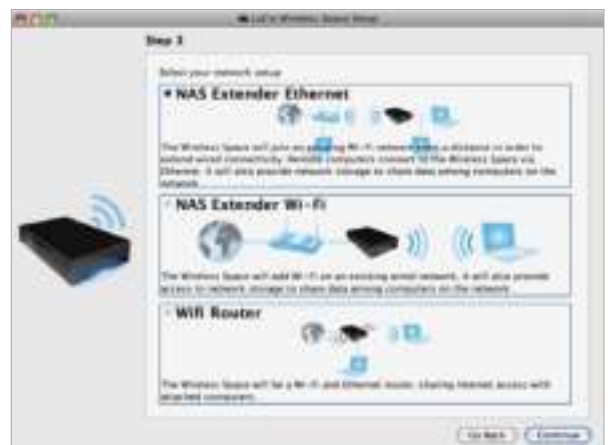 LaCie Wireless Space Setup
Step 3
Select your network setup
NAS Extender Ethernet
The Wireless Space will join an existing Wi-Fi network from a distance in order to
extend wired connectivity. Remote computers connect to the Wireless Space via
Ethernet. It will also provide network storage to share data among computers on the
network.
NAS Extender Wi-Fi
The Wireless Space will add Wi-Fi on an existing wired network. It will also provide
access to network storage to share data among computers on the network.
Wifi Router
The Wireless Space will be a Wi-Fi and Ethernet router, sharing Internet access with
attached computers.
Go Back
Continue